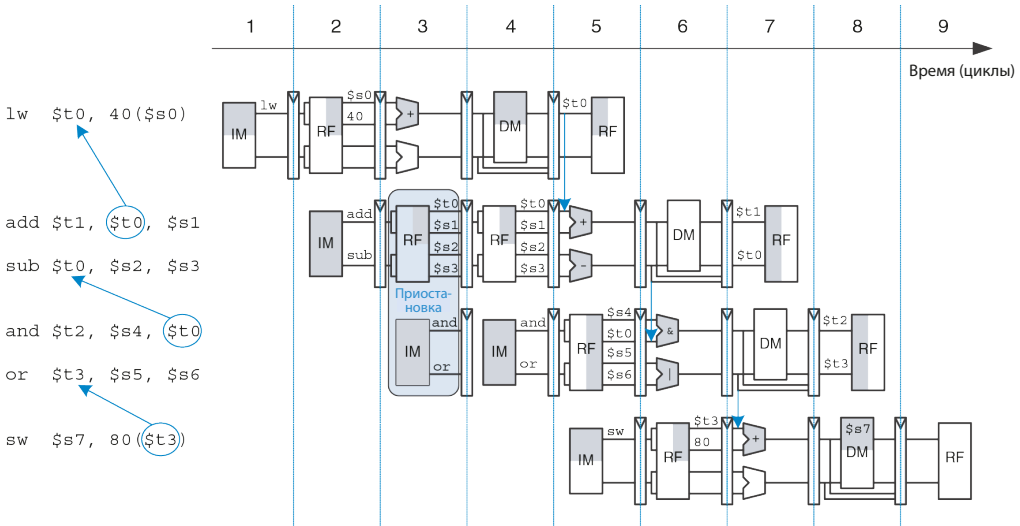 1 2 3 4 5 6 7 8 9
Время (циклы)
lw $t0, 40($s0)
IM lw RF $s0 40 + DM $t0 RF
add $t1, $t0, $s1
sub $t0, $s2, $s3
IM add sub RF $t0 $s1 $s2 $s3 RF $t0 $s1 $s2 $s3 + - DM $t1 $t0 RF
Приоста-
новка
and $t2, $s4, $t0
or $t3, $s5, $s6
IM and or IM and or RF $s4 $t0 $s5 $s6 & | DM $t2 $t3 RF
sw $s7, 80($t3)
IM sw RF $t3 80 + $s7 DM RF